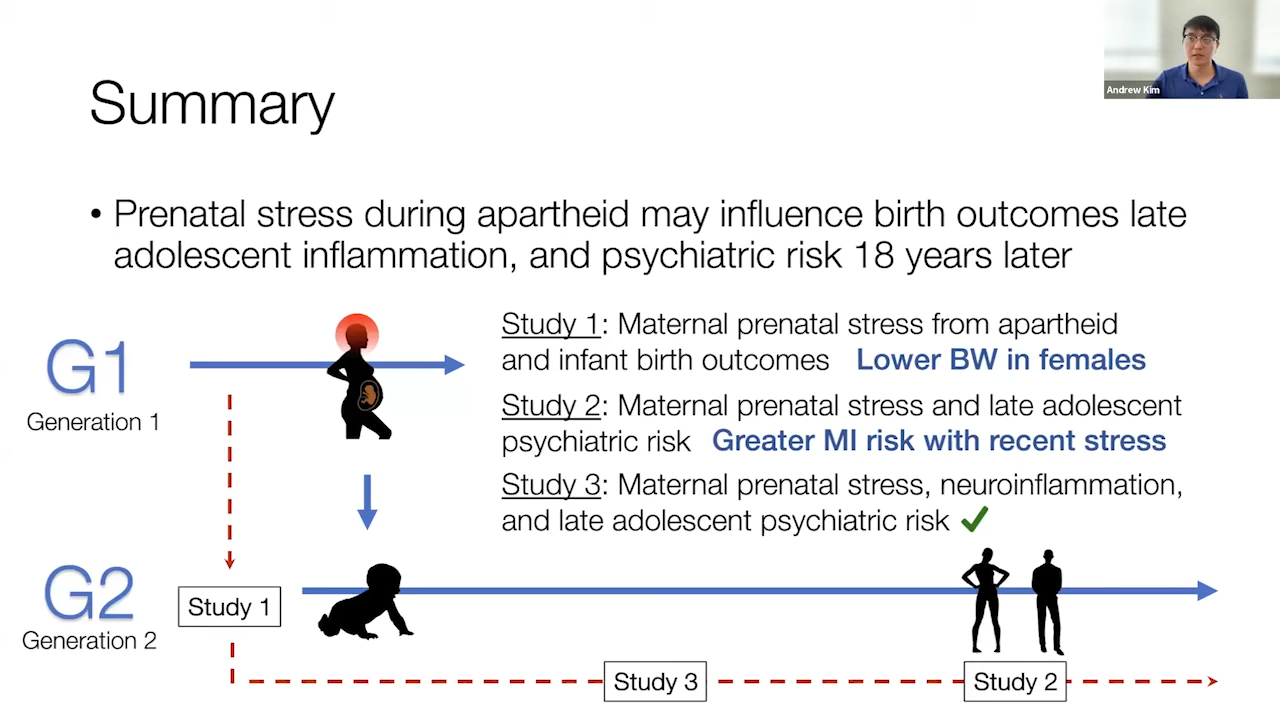 Andrew Kim
Summary
• Prenatal stress during apartheid may influence birth outcomes late
adolescent inflammation, and psychiatric risk 18 years later
Study 1: Maternal prenatal stress from apartheid
and infant birth outcomes Lower BW in females
G1
Generation 1
Study 2: Maternal prenatal stress and late adolescent
psychiatric risk Greater MI risk with recent stress
Study 3: Maternal prenatal stress, neuroinflammation,
and late adolescent psychiatric risk ✓
G2
Generation 2
Study 1
Study 3
Study 2